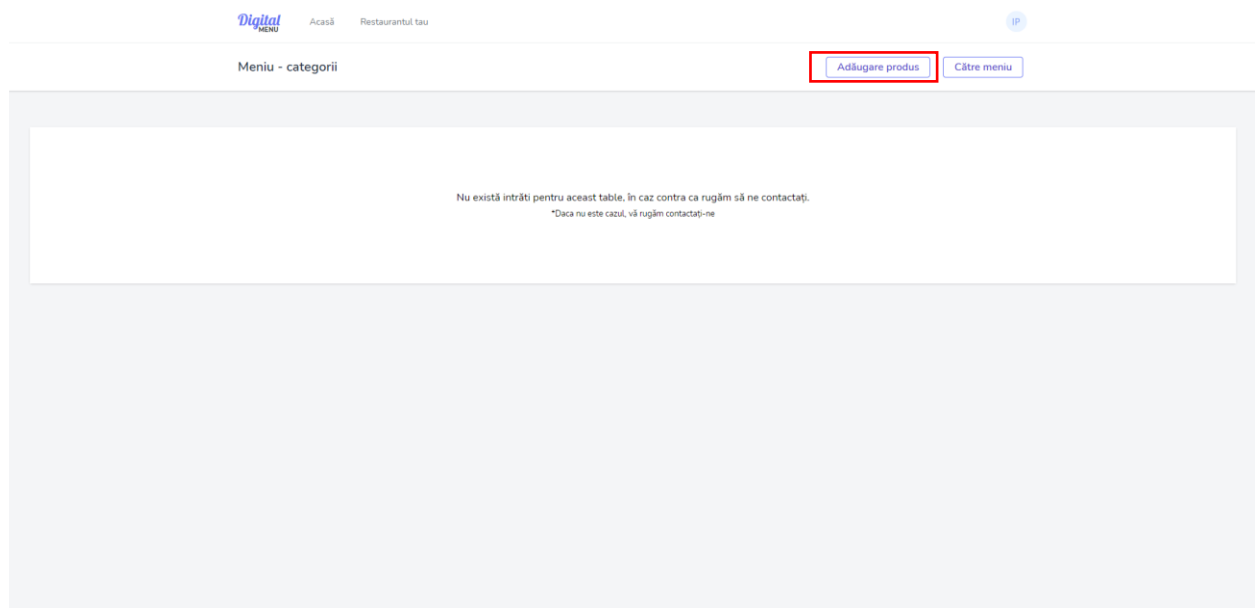 Digital MENU Acasă Restaurantul tau IP
Meniu - categorii Adăugare produs Către meniu
Nu există intrăti pentru aceast table, în caz contra ca rugăm să ne contactați.
*Daca nu este cazul, vă rugăm contactați-ne